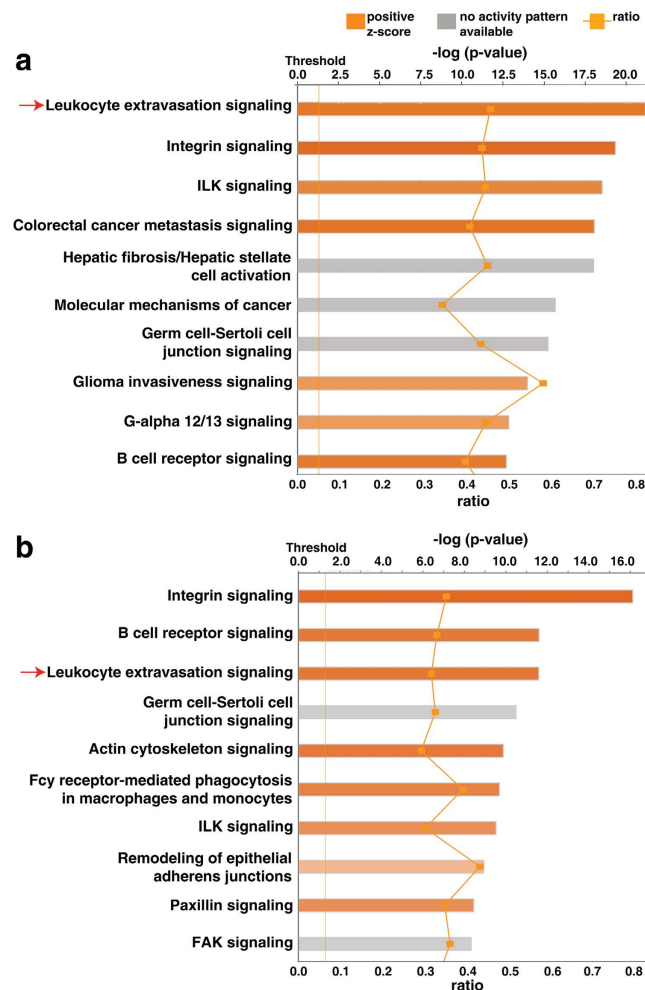 positive
z-score
no activity pattern
available
ratio
a
Threshold
-log (p-value)
0.0 2.5 5.0 7.5 10.0 12.5 15.0 17.5 20.0
Leukocyte extravasation signaling
Integrin signaling
ILK signaling
Colorectal cancer metastasis signaling
Hepatic fibrosis/Hepatic stellate
cell activation
Molecular mechanisms of cancer
Germ cell-Sertoli cell
junction signaling
Glioma invasiveness signaling
G-alpha 12/13 signaling
B cell receptor signaling
0.0 0.1 0.2 0.3 0.4 0.5 0.6 0.7 0.8
ratio
b
Threshold
-log (p-value)
0.0 2.0 4.0 6.0 8.0 10.0 12.0 14.0 16.0
Integrin signaling
B cell receptor signaling
Leukocyte extravasation signaling
Germ cell-Sertoli cell
junction signaling
Actin cytoskeleton signaling
Fcy receptor-mediated phagocytosis
in macrophages and monocytes
ILK signaling
Remodeling of epithelial
adherens junctions
Paxillin signaling
FAK signaling
0.0 0.1 0.2 0.3 0.4 0.5 0.6 0.7 0.8
ratio